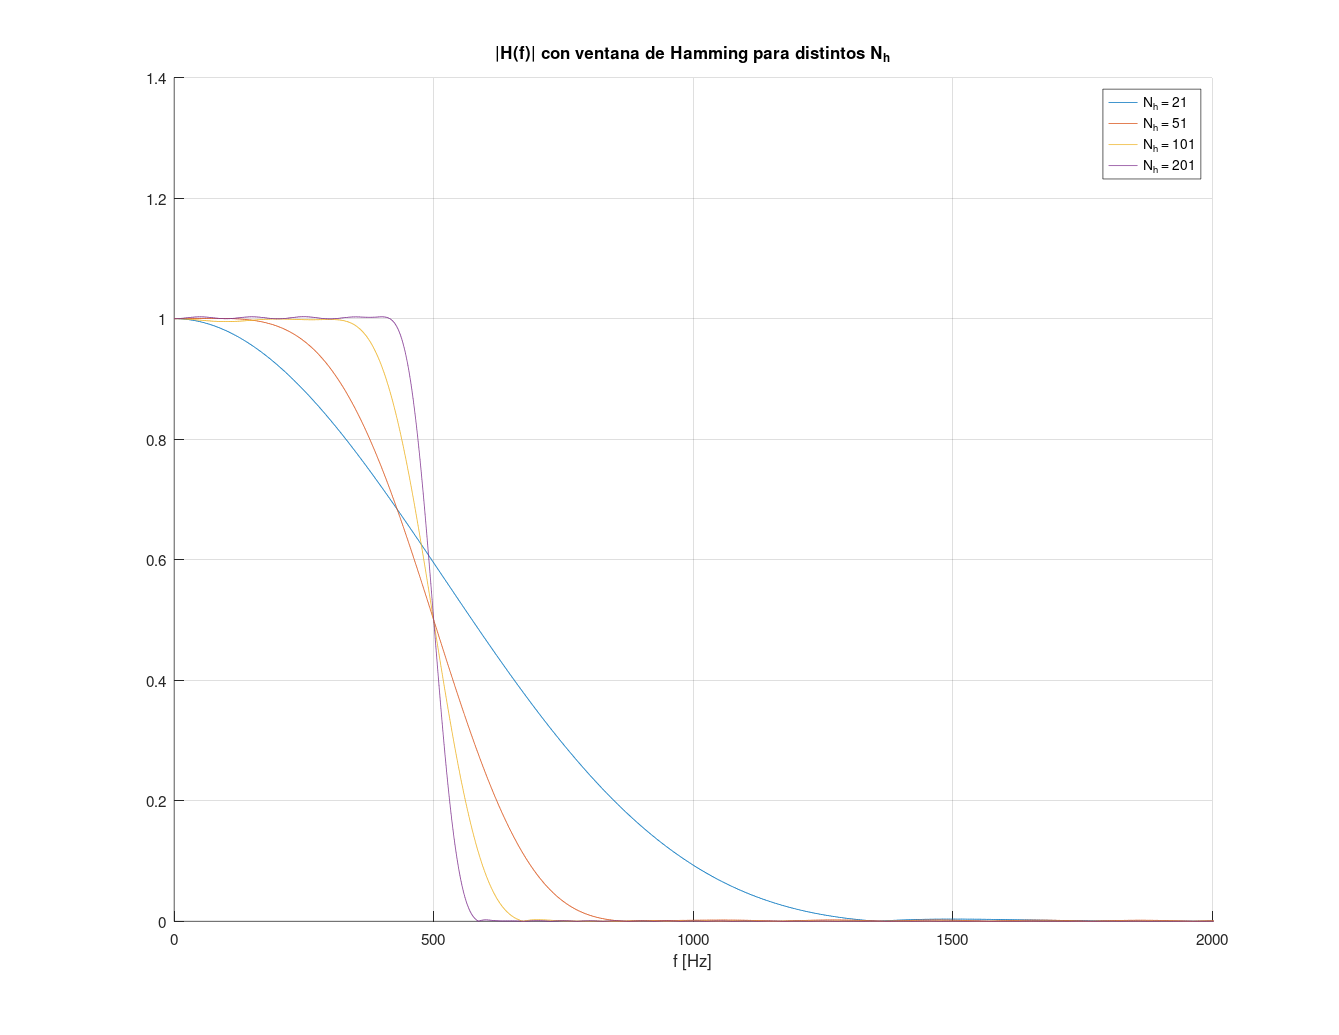 |H(f)| con ventana de Hamming para distintos Nh
Nh = 21
Nh = 51
Nh = 101
Nh = 201
1.4
1.2
1
0.8
0.6
0.4
0.2
0
0 500 1000 1500 2000
f [Hz]